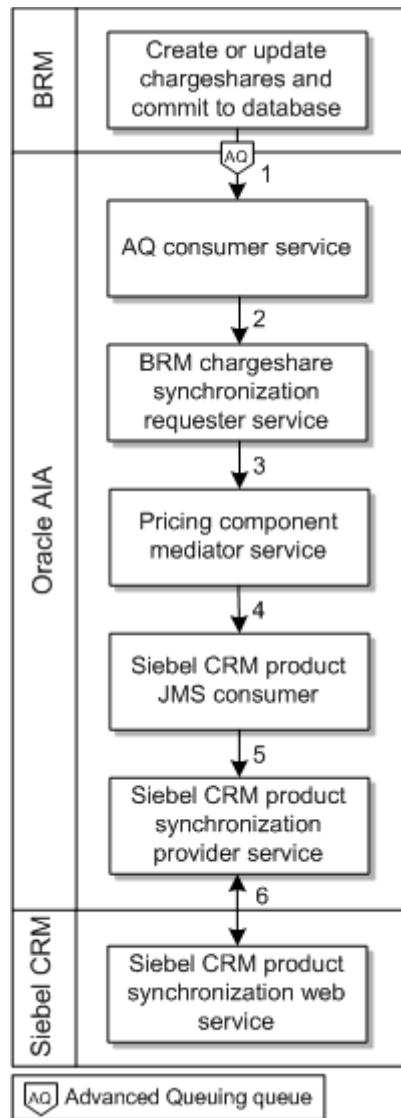 BRM
Create or update
chargeshares and
commit to database
AQ
1
Oracle AIA
AQ consumer service
2
BRM chargeshare
synchronization
requester service
3
Pricing component
mediator service
4
Siebel CRM product
JMS consumer
5
Siebel CRM product
synchronization
provider service
6
Siebel CRM
Siebel CRM product
synchronization web
service
AQ Advanced Queuing queue